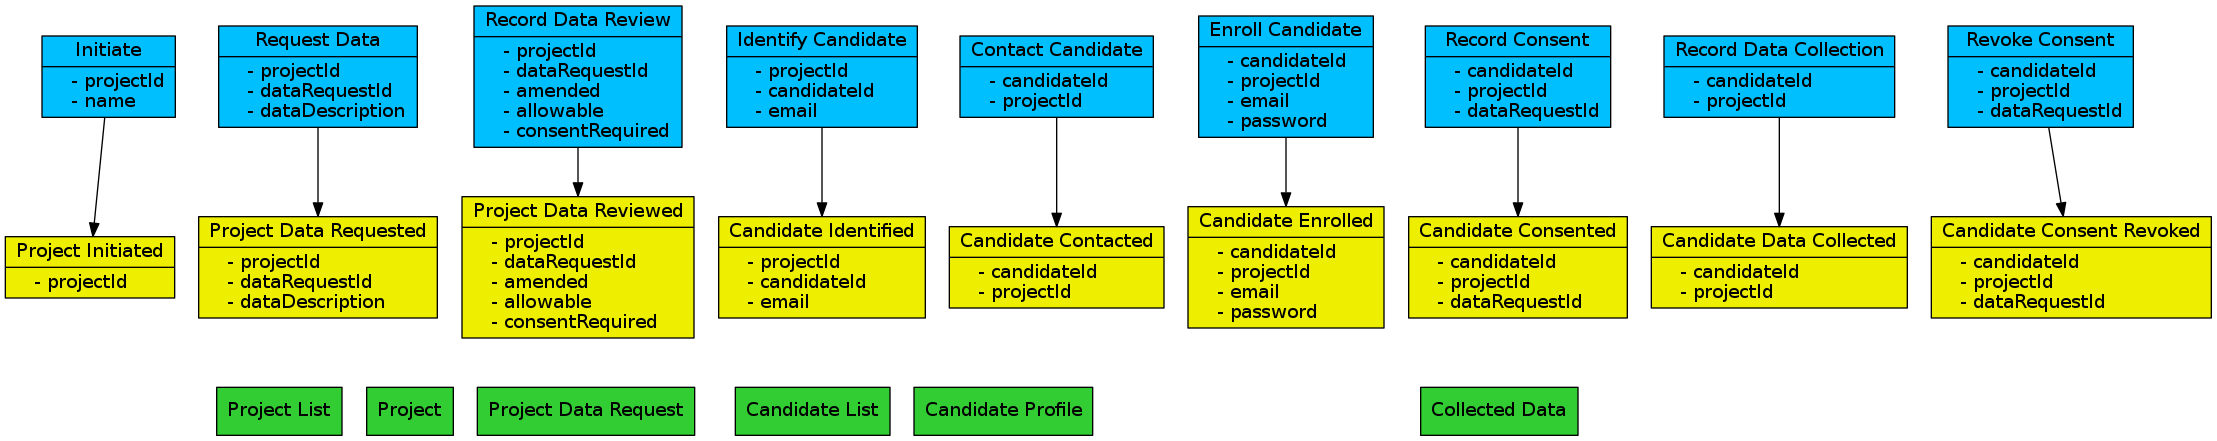 Initiate
- projectId
- name
Request Data
- projectId
- dataRequestId
- dataDescription
Record Data Review
- projectId
- dataRequestId
- amended
- allowable
- consentRequired
Identify Candidate
- projectId
- candidateId
- email
Contact Candidate
- candidateId
- projectId
Enroll Candidate
- candidateId
- projectId
- email
- password
Record Consent
- candidateId
- projectId
- dataRequestId
Record Data Collection
- candidateId
- projectId
Revoke Consent
- candidateId
- projectId
- dataRequestId
Project Initiated
- projectId
Project Data Requested
- projectId
- dataRequestId
- dataDescription
Project Data Reviewed
- projectId
- dataRequestId
- amended
- allowable
- consentRequired
Candidate Identified
- projectId
- candidateId
- email
Candidate Contacted
- candidateId
- projectId
Candidate Enrolled
- candidateId
- projectId
- email
- password
Candidate Consented
- candidateId
- projectId
- dataRequestId
Candidate Data Collected
- candidateId
- projectId
Candidate Consent Revoked
- candidateId
- projectId
- dataRequestId
Project List
Project
Project Data Request
Candidate List
Candidate Profile
Collected Data